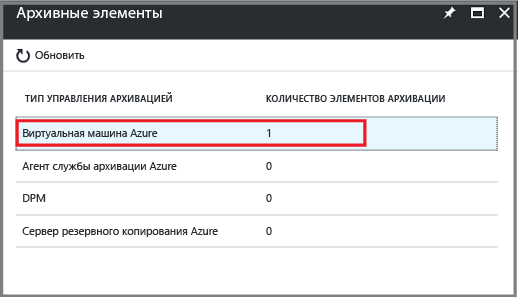 Архивные элементы
Обновить
ТИП УПРАВЛЕНИЯ АРХИВАЦИЕЙ КОЛИЧЕСТВО ЭЛЕМЕНТОВ АРХИВАЦИИ
Виртуальная машина Azure 1
Агент службы архивации Azure 0
DPM 0
Сервер резервного копирования Azure 0